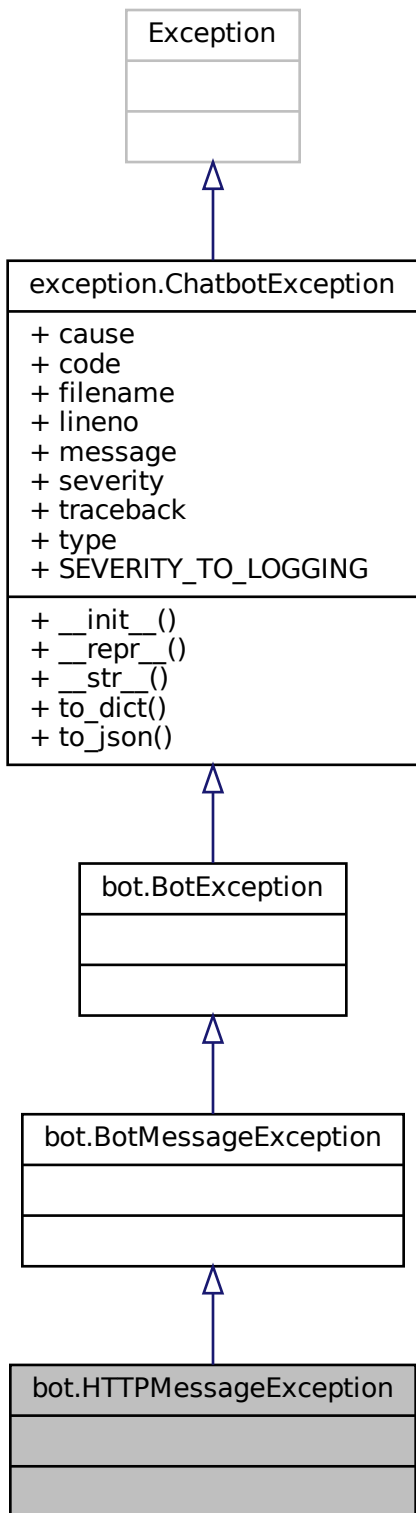 Exception
exception.ChatbotException
+ cause
+ code
+ filename
+ lineno
+ message
+ severity
+ traceback
+ type
+ SEVERITY_TO_LOGGING
+ __init__()
+ __repr__()
+ __str__()
+ to_dict()
+ to_json()
bot.BotException
bot.BotMessageException
bot.HTTPMessageException